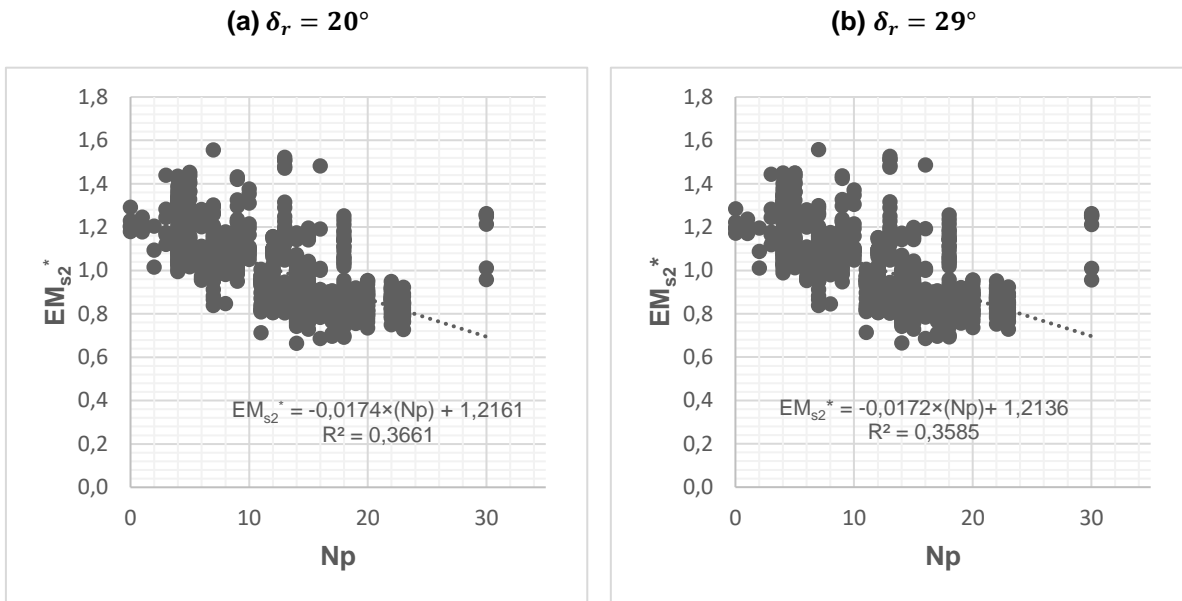 (a) δᵣ = 20°
1,8
1,6
1,4
1,2
1,0
0,8
0,6
0,4
0,2
0,0
EMₛ₂*
EMₛ₂* = -0,0174×(Np) + 1,2161
R² = 0,3661
0 10 20 30
Np
(b) δᵣ = 29°
1,8
1,6
1,4
1,2
1,0
0,8
0,6
0,4
0,2
0,0
EMₛ₂*
EMₛ₂* = -0,0172×(Np)+ 1,2136
R² = 0,3585
0 10 20 30
Np